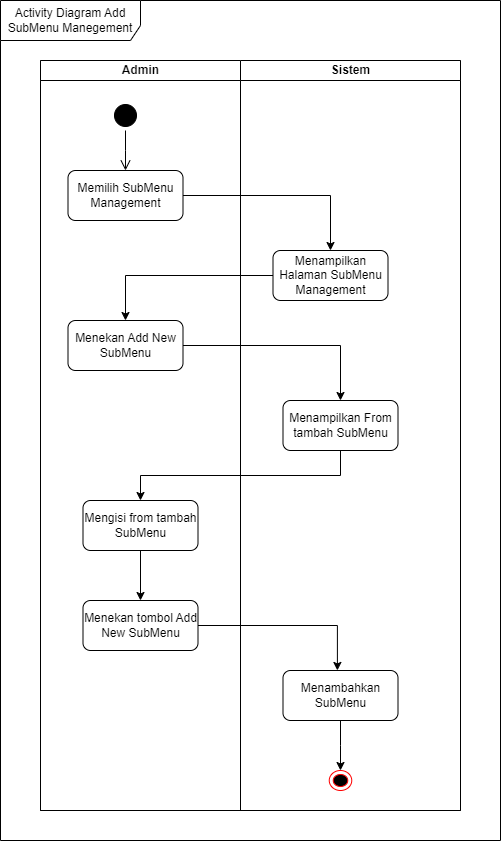 Activity Diagram Add
SubMenu Manegement
Admin
Sistem
Memilih SubMenu
Management
Menampilkan
Halaman SubMenu
Management
Menekan Add New
SubMenu
Menampilkan From
tambah SubMenu
Mengisi from tambah
SubMenu
Menekan tombol Add
New SubMenu
Menambahkan
SubMenu